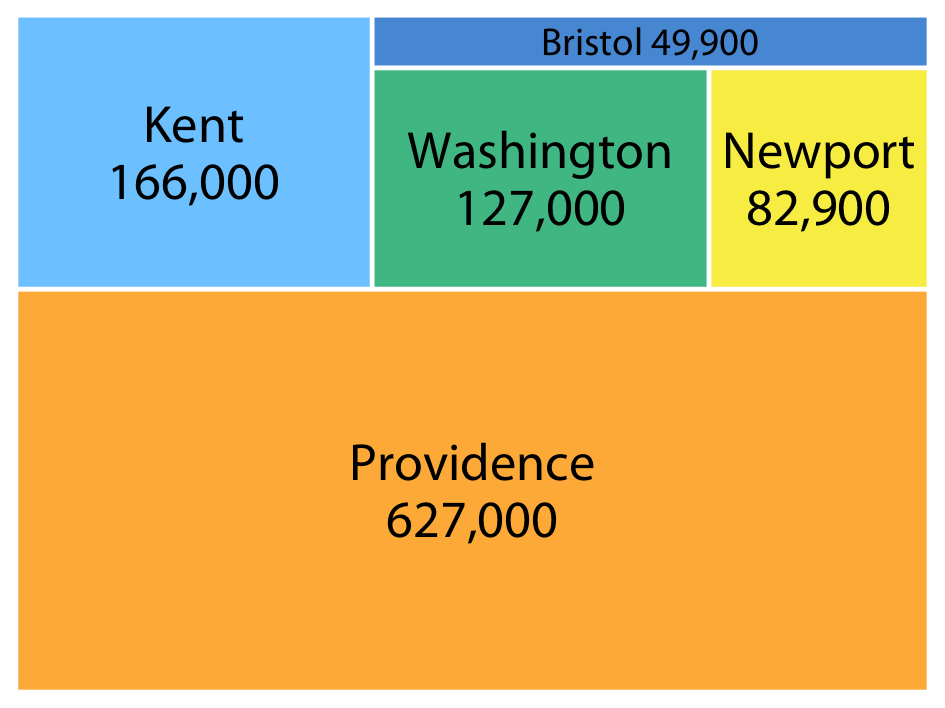 Bristol 49,900
Kent
166,000
Washington
127,000
Newport
82,900
Providence
627,000